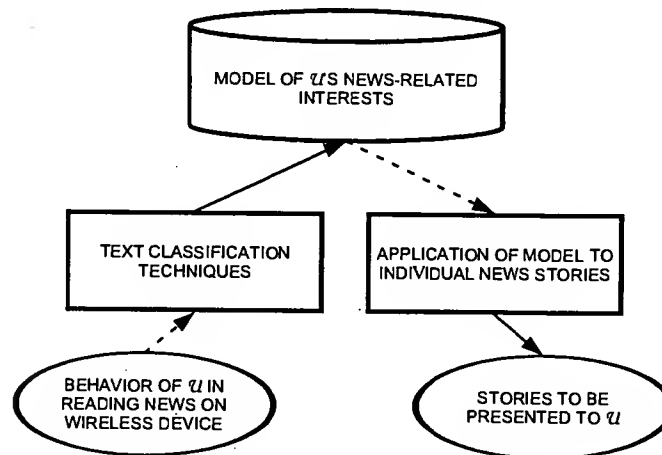 MODEL OF U'S NEWS-RELATED
INTERESTS
TEXT CLASSIFICATION
TECHNIQUES
APPLICATION OF MODEL TO
INDIVIDUAL NEWS STORIES
BEHAVIOR OF U IN
READING NEWS ON
WIRELESS DEVICE
STORIES TO BE
PRESENTED TO U